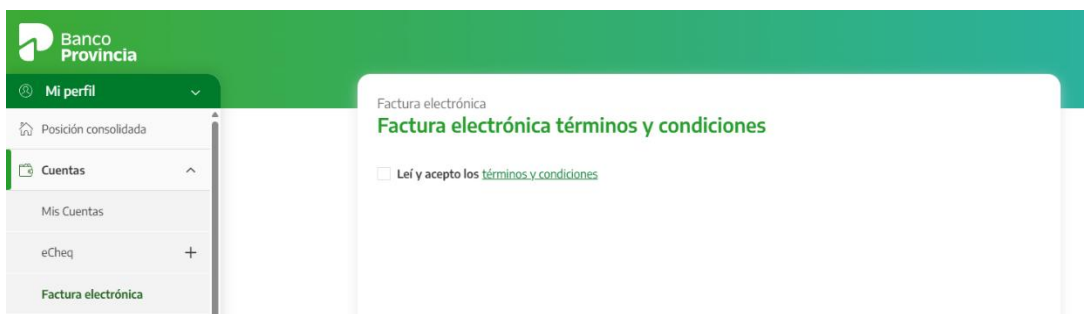 Banco
Provincia
Mi perfil
Posición consolidada
Cuentas
Mis Cuentas
eCheq
Factura electrónica
Factura electrónica
Factura electrónica términos y condiciones
Leí y acepto los términos y condiciones